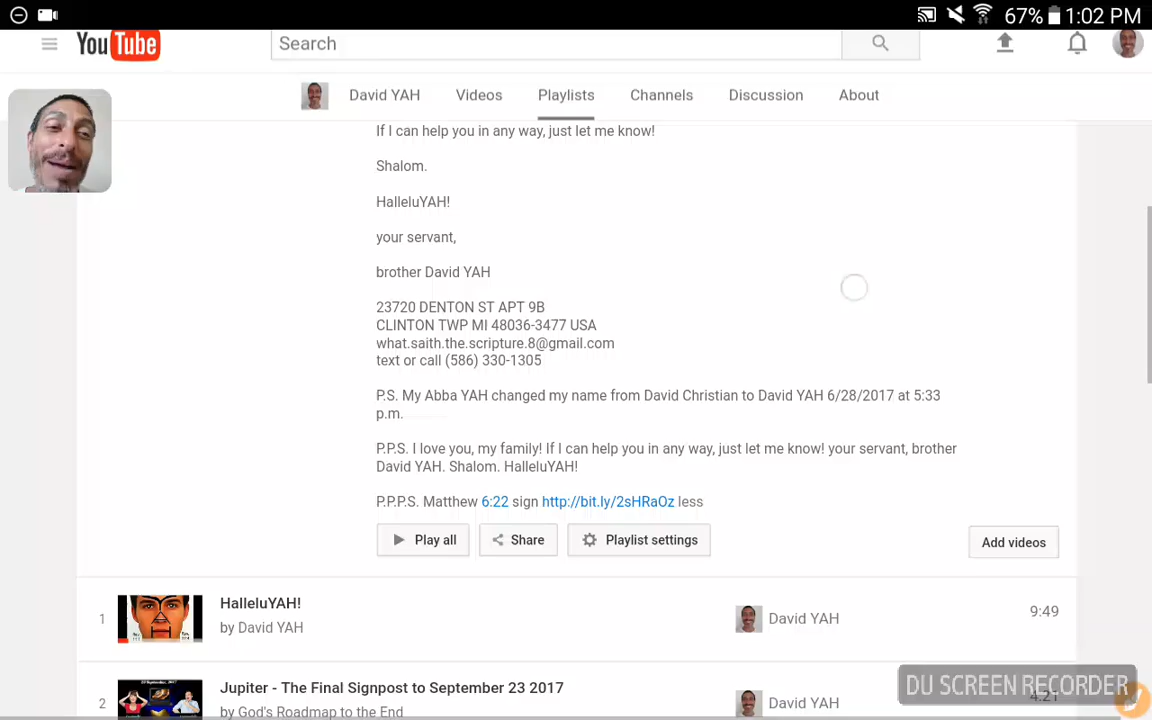 67% 1:02 PM
YouTube Search
David YAH Videos Playlists Channels Discussion About
If I can help you in any way, just let me know!
Shalom.
HalleluYAH!
your servant,
brother David YAH
23720 DENTON ST APT 9B
CLINTON TWP MI 48036-3477 USA
what.saith.the.scripture.8@gmail.com
text or call (586) 330-1305
P.S. My Abba YAH changed my name from David Christian to David YAH 6/28/2017 at 5:33
p.m.
P.P.S. I love you, my family! If I can help you in any way, just let me know! your servant, brother
David YAH. Shalom. HalleluYAH!
P.P.P.S. Matthew 6:22 sign http://bit.ly/2sHRaOz less
Play all Share Playlist settings Add videos
1 HalleluYAH! David YAH 9:49
by David YAH
2 Jupiter - The Final Signpost to September 23 2017 David YAH 4:21
by God's Roadmap to the End
DU SCREEN RECORDER